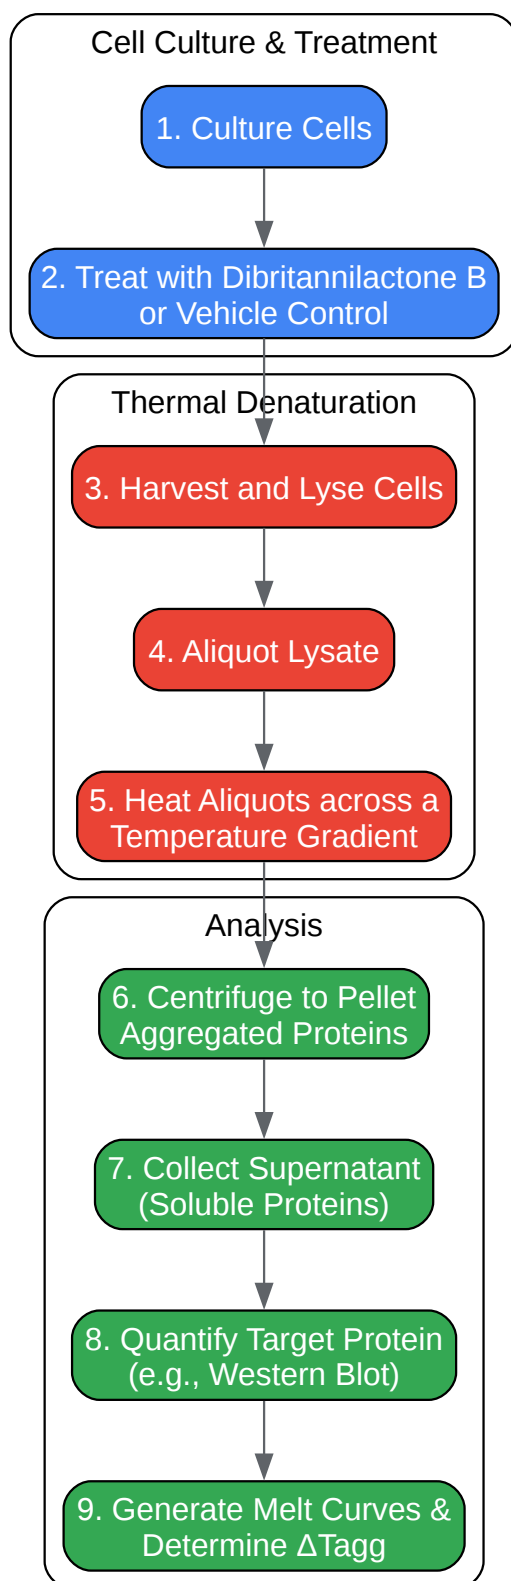 Cell Culture & Treatment
1. Culture Cells
2. Treat with Dibritannilactone B
or Vehicle Control
Thermal Denaturation
3. Harvest and Lyse Cells
4. Aliquot Lysate
5. Heat Aliquots across a
Temperature Gradient
Analysis
6. Centrifuge to Pellet
Aggregated Proteins
7. Collect Supernatant
(Soluble Proteins)
8. Quantify Target Protein
(e.g., Western Blot)
9. Generate Melt Curves &
Determine ΔTagg